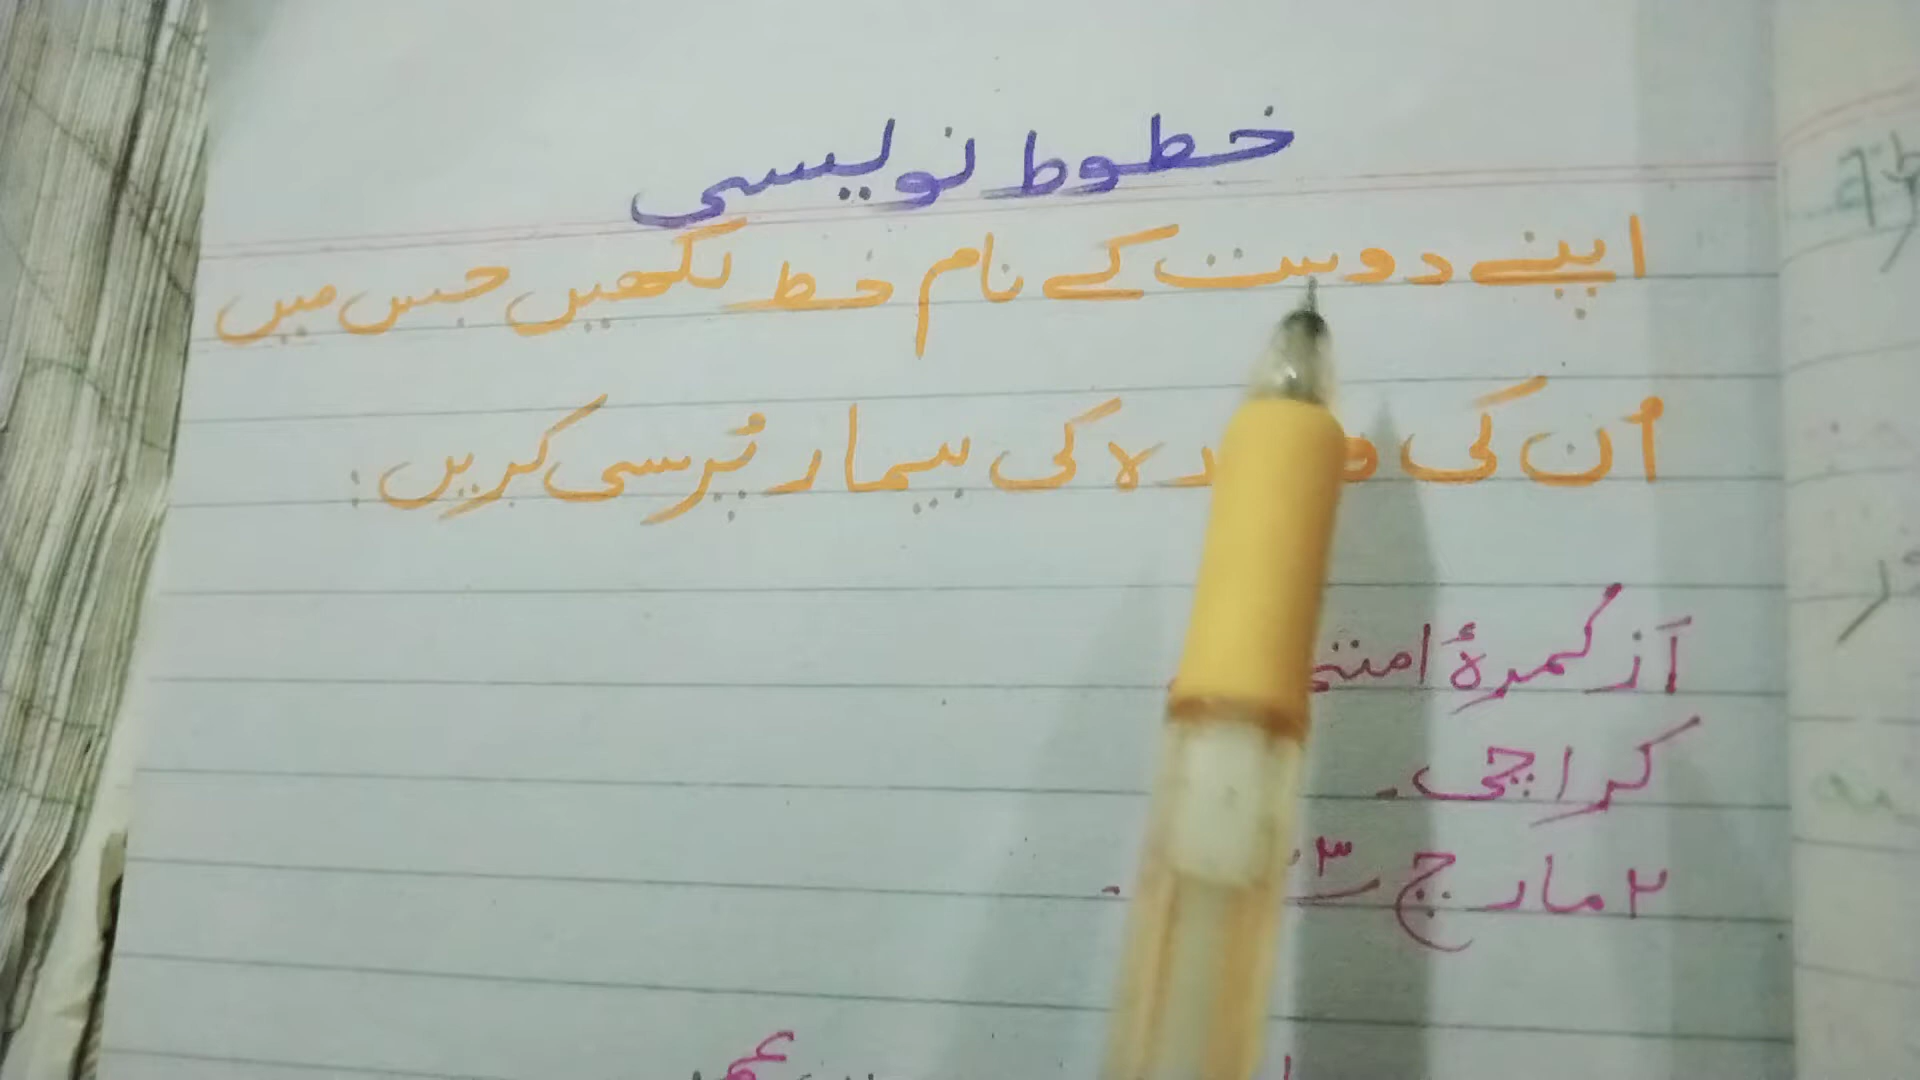 خطوط نویسی
اپنے دوست کے نام خط لکھیں جس میں
اُن کی کی بیمار پُرسی کریں:
از کمرۂ
کراچی۔
۲ مارچ